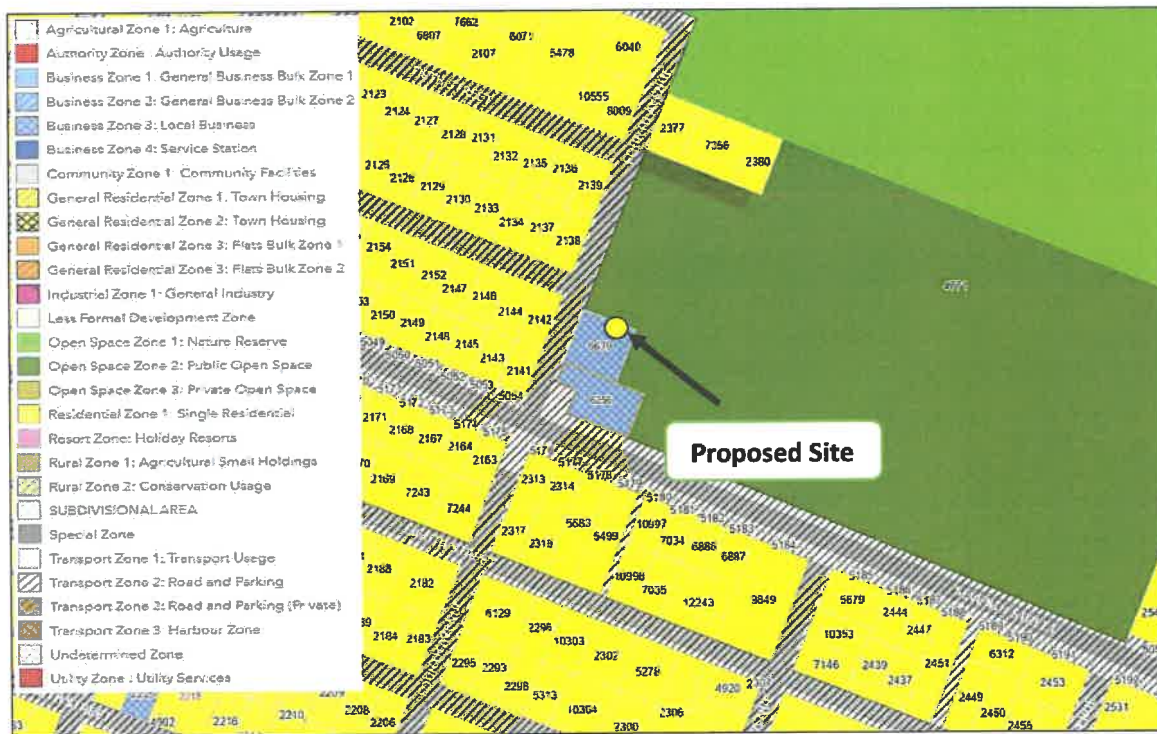 Agricultural Zone 1: Agriculture
Authority Zone : Authority Usage
Business Zone 1: General Business Bulk Zone 1
Business Zone 2: General Business Bulk Zone 2
Business Zone 3: Local Business
Business Zone 4: Service Station
Community Zone 1: Community Facilities
General Residential Zone 1: Town Housing
General Residential Zone 2: Town Housing
General Residential Zone 3: Flats Bulk Zone 1
General Residential Zone 3: Flats Bulk Zone 2
Industrial Zone 1: General Industry
Less Formal Development Zone
Open Space Zone 1: Nature Reserve
Open Space Zone 2: Public Open Space
Open Space Zone 3: Private Open Space
Residential Zone 1: Single Residential
Resort Zone: Holiday Resorts
Rural Zone 1: Agricultural Small Holdings
Rural Zone 2: Conservation Usage
SUBDIVISIONAL AREA
Special Zone
Transport Zone 1: Transport Usage
Transport Zone 2: Road and Parking
Transport Zone 2: Road and Parking (Private)
Transport Zone 3: Harbour Zone
Undetermined Zone
Utility Zone : Utility Services
2102 7662
6807 6071
2107 5478 6040
10555
8009
2377
7356
2380
2123
2124
2127
2128 2131
2132 2135 2136
2139
2126
2129
2130 2133
2134 2137
2138
2154
2151
2152
2147 2146
2144 2142
2150 2149
2148 2145
2143
2141
5054
Proposed Site
2171
2168 2167 2164
2163
2169
7243
7244
2313 2314
2317
5683
5499
10997
7034 6886 6887
10996
7035
12243
9849
5181 5182 5183 5184
2182
2184 2183
6129
2296
10303
2302
5278
2295 2293
2298
5313
10304
2306
2300
4920
5679
2444
2447
10353
7146 2439
2437
2451
6312
2453
2449
2450
2531
5192
4902
2216
2210
2209
2208
2206